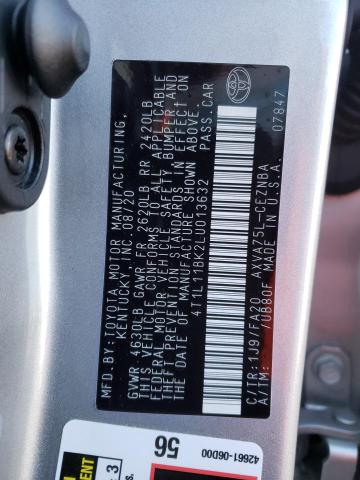 MFD.BY:TOYOTA MOTOR MANUFACTURING,
KENTUCKY, INC. 08/20
GVWR 4630LB GAWR FR 2620LB RR 2420LB
THIS VEHICLE CONFORMS TO ALL APPLICABLE
FEDERAL MOTOR VEHICLE SAFETY, BUMPER, AND
THEFT PREVENTION STANDARDS IN EFFECT ON
THE DATE OF MANUFACTURE SHOWN ABOVE.
4T1L11BK2LU013632 PASS.CAR
C/TR:1J9/FA20 AXVA75L-CEZNBA
A/TM: /UB80F MADE IN U.S.A. 07847
56
42661-06D00